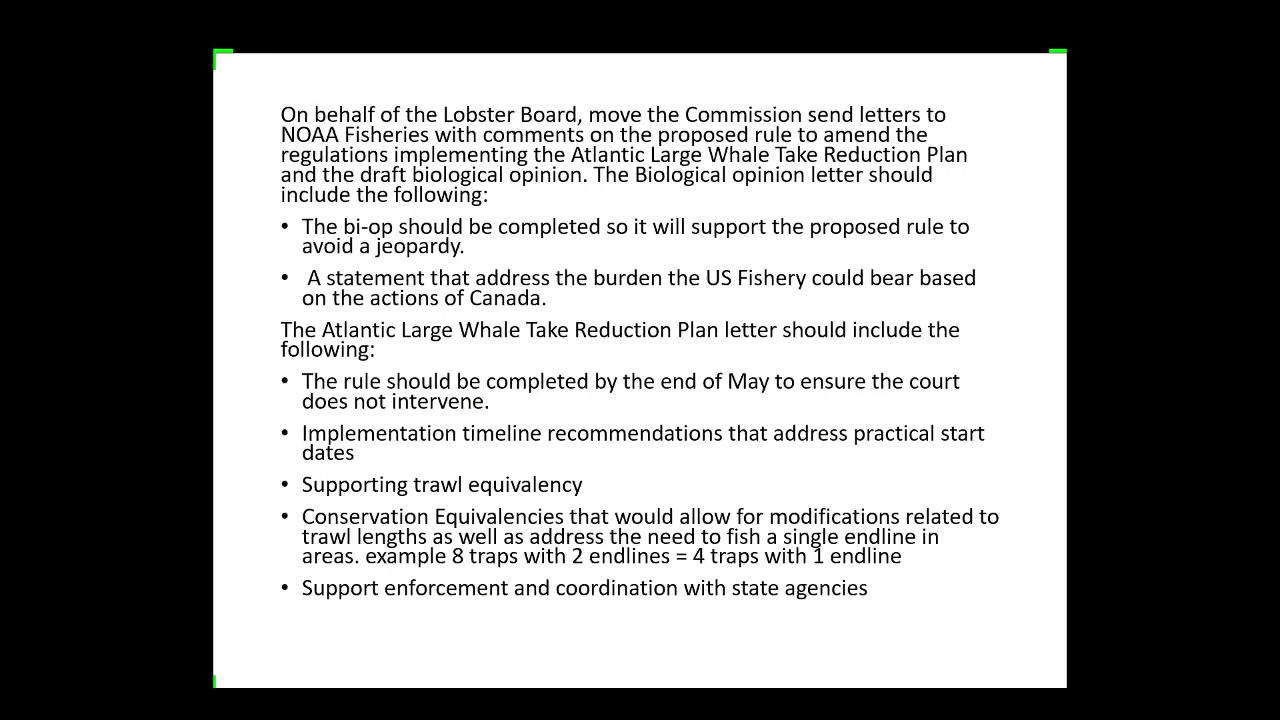 On behalf of the Lobster Board, move the Commission send letters to
NOAA Fisheries with comments on the proposed rule to amend the
regulations implementing the Atlantic Large Whale Take Reduction Plan
and the draft biological opinion. The Biological opinion letter should
include the following:
• The bi-op should be completed so it will support the proposed rule to
avoid a jeopardy.
• A statement that address the burden the US Fishery could bear based
on the actions of Canada.
The Atlantic Large Whale Take Reduction Plan letter should include the
following:
• The rule should be completed by the end of May to ensure the court
does not intervene.
• Implementation timeline recommendations that address practical start
dates
• Supporting trawl equivalency
• Conservation Equivalencies that would allow for modifications related to
trawl lengths as well as address the need to fish a single endline in
areas. example 8 traps with 2 endlines = 4 traps with 1 endline
• Support enforcement and coordination with state agencies